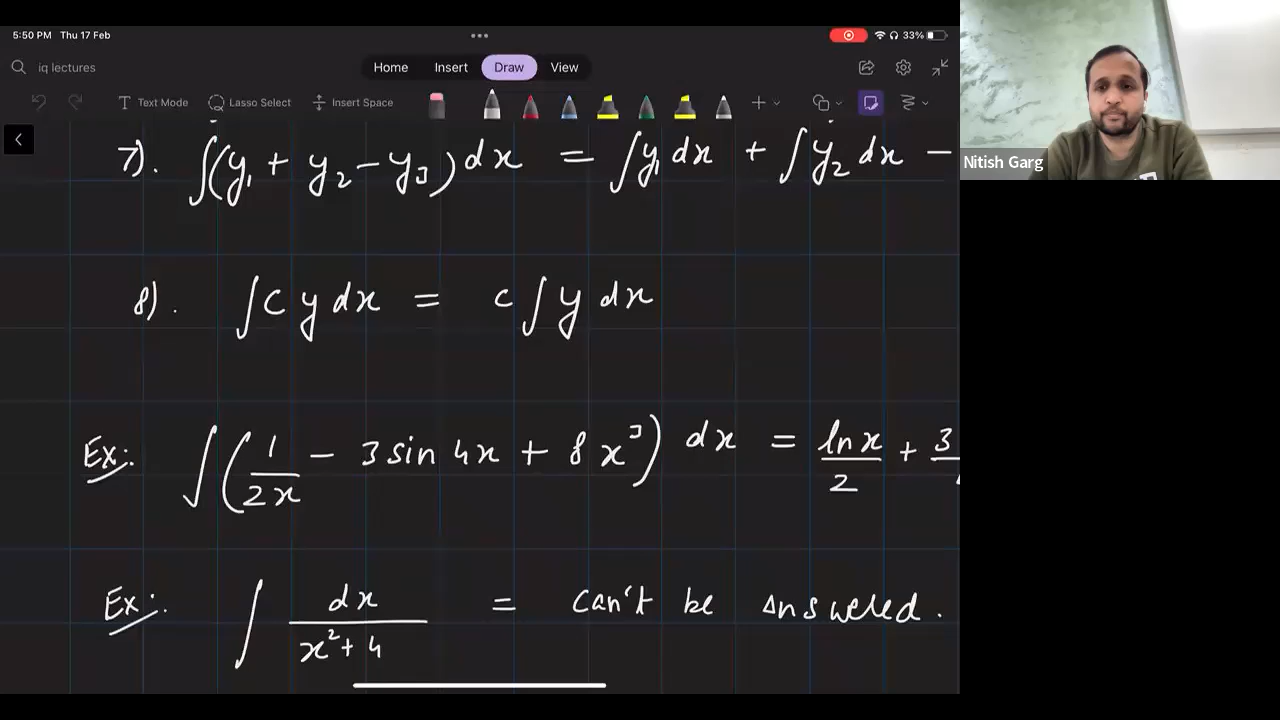 5:50 PM Thu 17 Feb
33%
iq lectures
Home Insert Draw View
Text Mode Lasso Select Insert Space
7). ∫(y₁ + y₂ - y₃) dx = ∫y₁ dx + ∫y₂ dx -
Nitish Garg
8). ∫c y dx = c∫y dx
Ex:. ∫(1/2x - 3 sin 4x + 8x³) dx = ln x/2 + 3/
Ex:. ∫ dx/x²+4 = can't be answered.